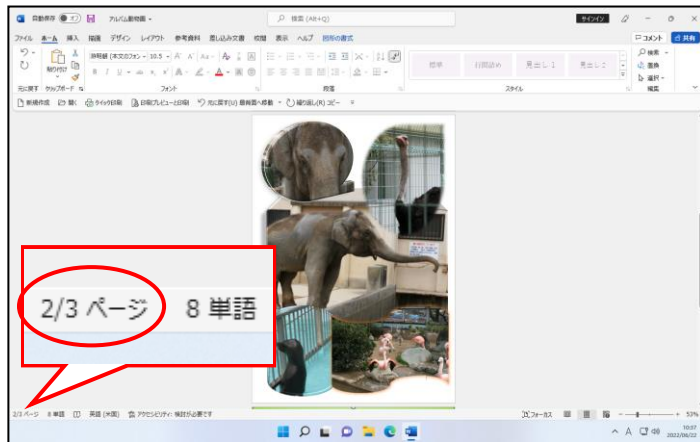 自動保存 アルバム動物園 検索 (Alt+Q) サインイン
ファイル ホーム 挿入 描画 デザイン レイアウト 参考資料 差し込み文書 校閲 表示 ヘルプ 図形の書式 コメント 共有
貼り付け 游明朝 (本文のフォン 10.5 標準 行間詰め 見出し 1 見出し 2 検索
置換
選択
元に戻す クリップボード フォント 段落 スタイル 編集
新規作成 開く クイック印刷 印刷プレビューと印刷 元に戻す(U) 最前面へ移動 繰り返し(R) コピー
2/3 ページ 8 単語
2/3 ページ 8 単語 英語 (米国) アクセシビリティ: 検討が必要です フォーカス 53%
A 10:31
2022/06/22